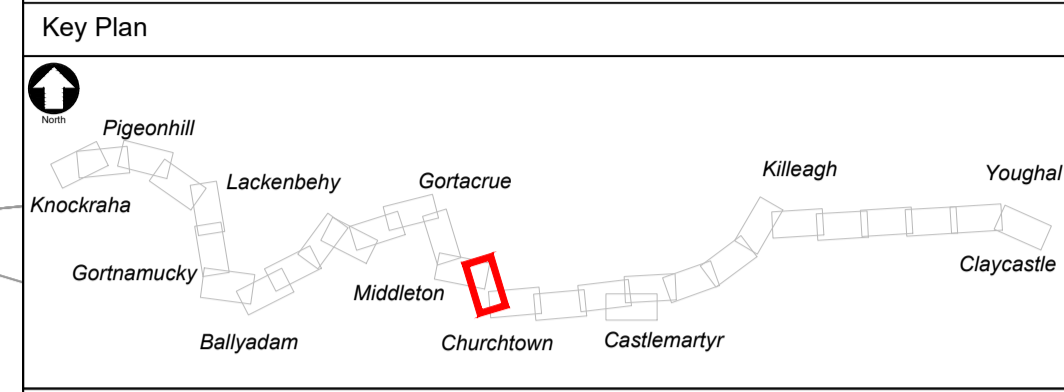 Key Plan
North
Pigeonhill
Knockraha
Lackenbehy
Gortacrue
Killeagh
Youghal
Gortnamucky
Middleton
Claycastle
Ballyadam
Churchtown
Castlemartyr